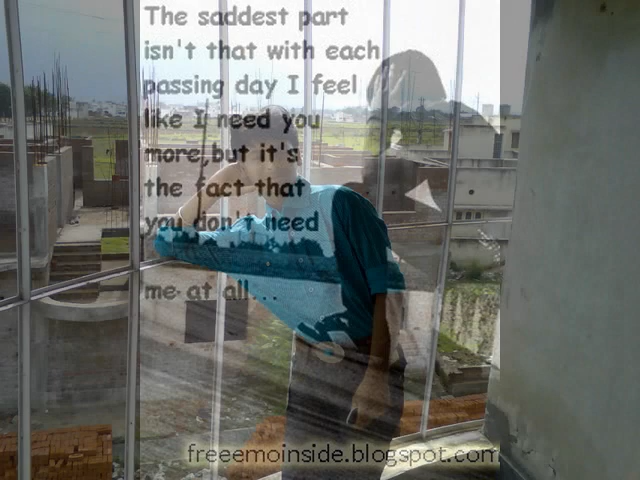 The saddest part
isn't that with each
passing day I feel
like I need you
more,but it's
the fact that
you don't need
me at all...
freeemoinside.blogspot.com